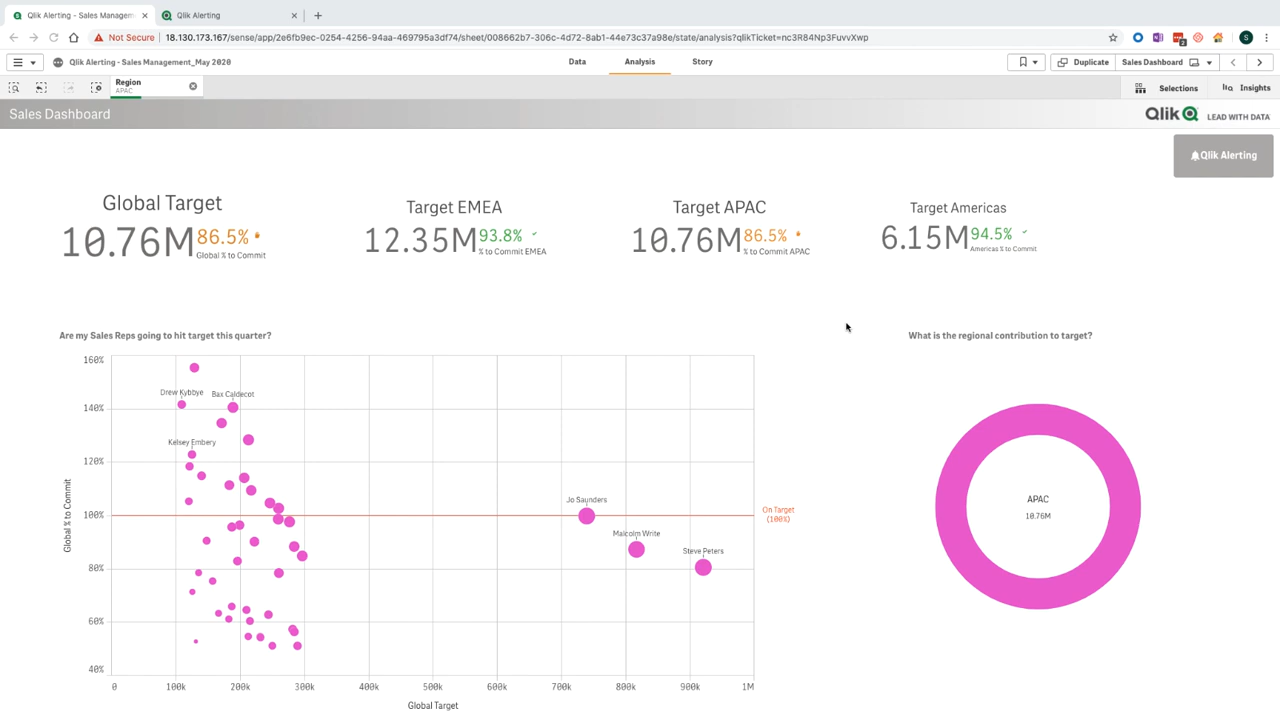 Qlik Alerting - Sales Managem
Qlik Alerting
Not Secure
18.130.173.167/sense/app/2e6fb9ec-0254-4256-94aa-469795a3df74/sheet/008662b7-306c-4d72-8ab1-44e73c37a98e/state/analysis?qlikTicket=nc3R84Np3FuvvXwp
2
S
Qlik Alerting - Sales Management_May 2020
Data
Analysis
Story
Duplicate
Sales Dashboard
Region
APAC
Selections
Insights
Sales Dashboard
Qlik
LEAD WITH DATA
Qlik Alerting
Global Target
10.76M
86.5%
Global % to Commit
Target EMEA
12.35M
93.8%
% to Commit EMEA
Target APAC
10.76M
86.5%
% to Commit APAC
Target Americas
6.15M
94.5%
Americas % to Commit
Are my Sales Reps going to hit target this quarter?
What is the regional contribution to target?
160%
140%
120%
100%
80%
60%
40%
Global % to Commit
Drew Kybbye
Bax Caldecot
Kelsey Embery
Jo Saunders
Malcolm Write
Steve Peters
On Target
(100%)
0
100k
200k
300k
400k
500k
600k
700k
800k
900k
1M
Global Target
APAC
10.76M